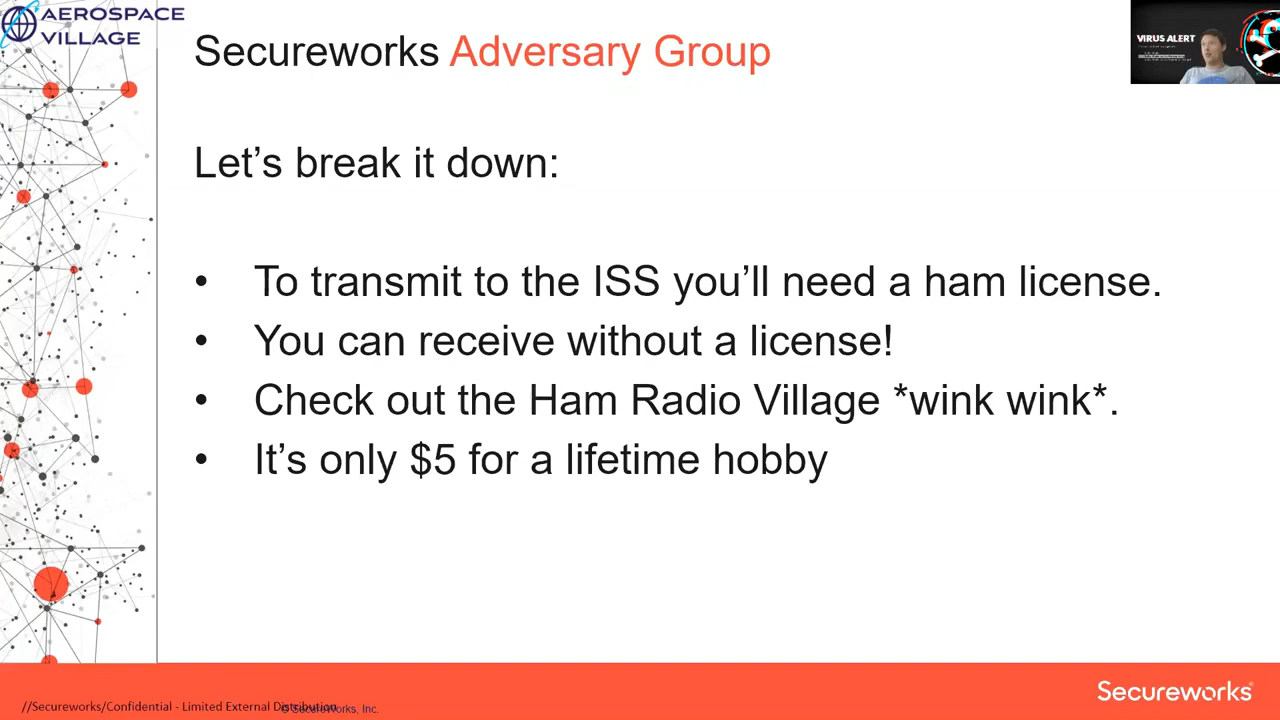 AEROSPACE
VILLAGE
Secureworks Adversary Group
VIRUS ALERT
Let's break it down:
• To transmit to the ISS you'll need a ham license.
• You can receive without a license!
• Check out the Ham Radio Village *wink wink*.
• It's only $5 for a lifetime hobby
Secureworks
//Secureworks/Confidential - Limited External Distribution
© SecureWorks, Inc.